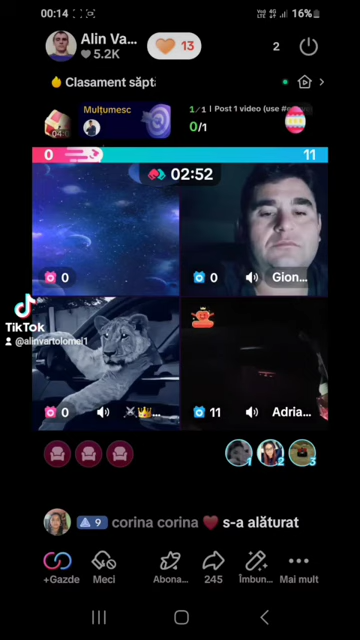 00:14
16%
Alin Va...
5.2K
13
2
Clasament săpt
Mulțumesc
1/1 | Post 1 video (use #e
0/1
0
11
02:52
0
0
Gion...
TikTok
@alinvartolomei1
0
...
11
Adria...
1
2
3
9 corina corina ❤️ s-a alăturat
+Gazde
Meci
Abona...
245
Îmbun...
Mai mult